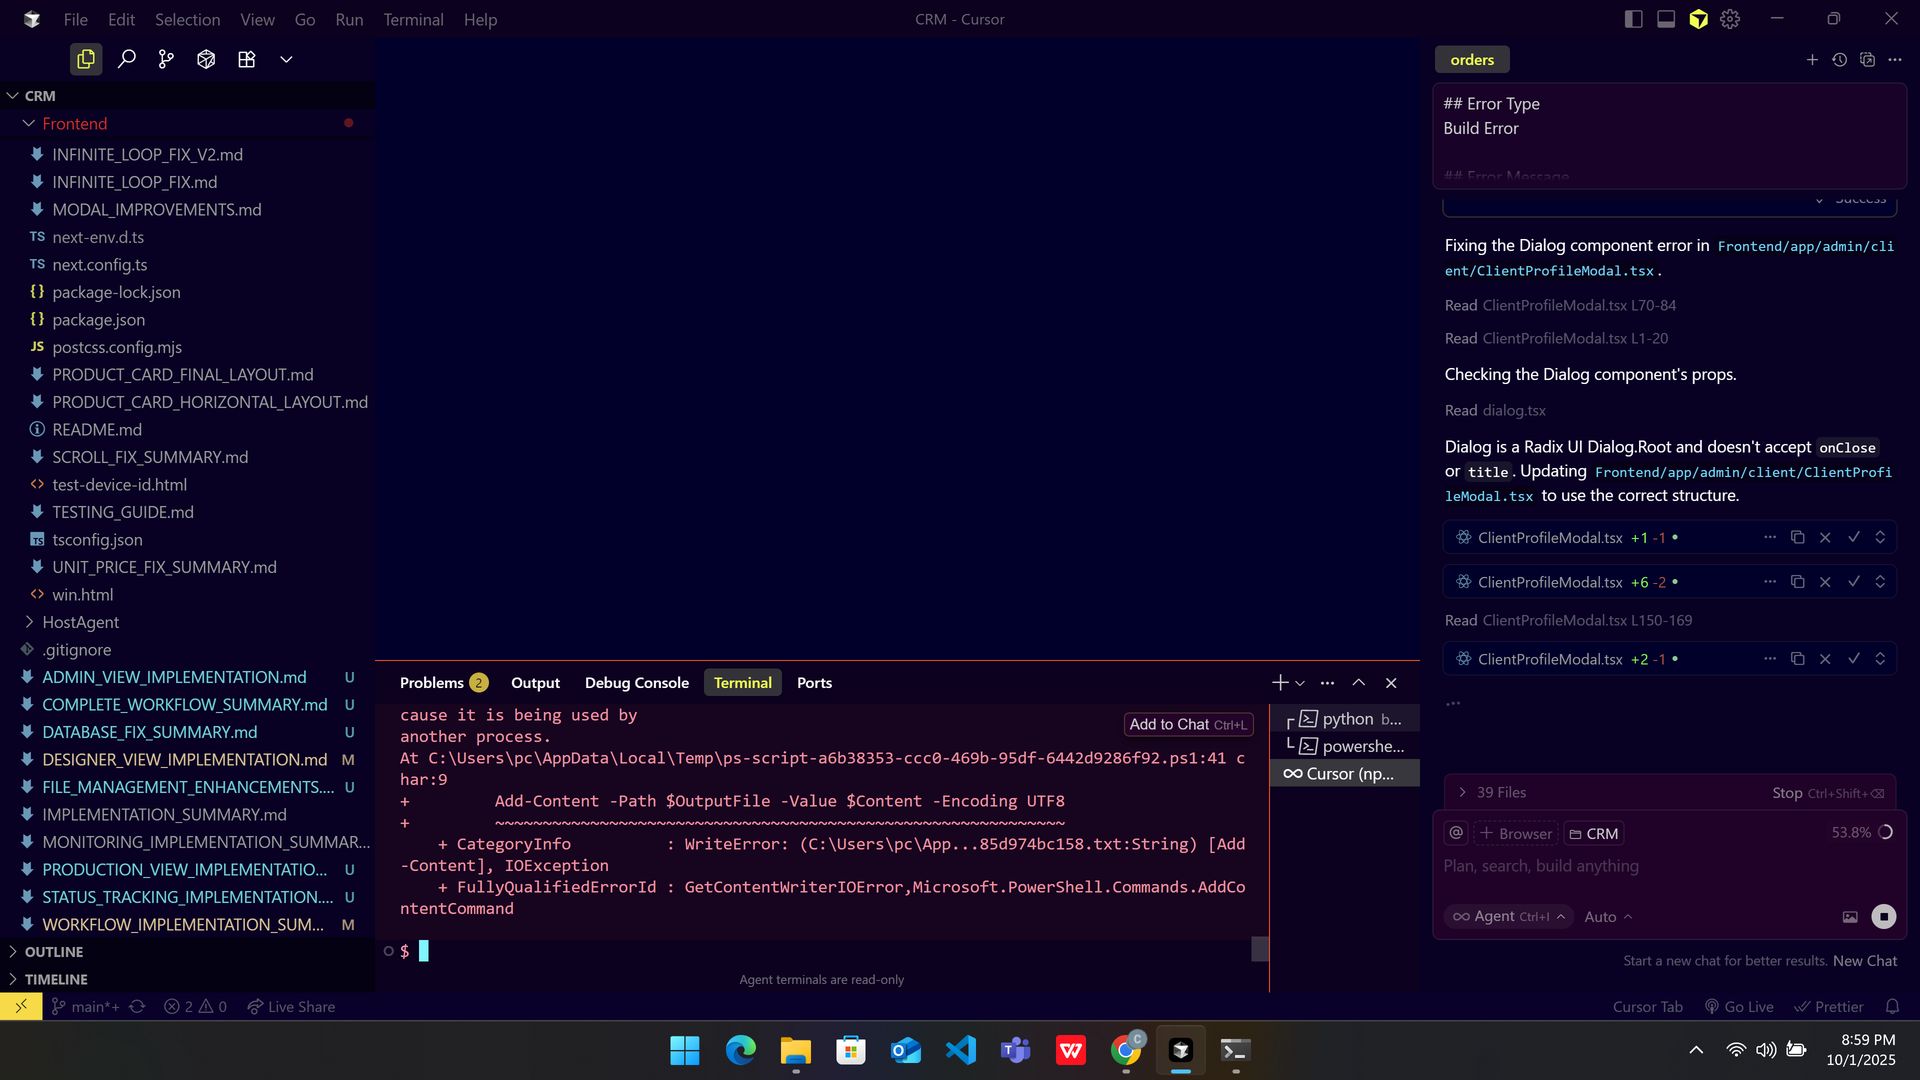 File Edit Selection View Go Run Terminal Help
CRM - Cursor
CRM
Frontend
INFINITE_LOOP_FIX_V2.md
INFINITE_LOOP_FIX.md
MODAL_IMPROVEMENTS.md
TS next-env.d.ts
TS next.config.ts
{} package-lock.json
{} package.json
JS postcss.config.mjs
PRODUCT_CARD_FINAL_LAYOUT.md
PRODUCT_CARD_HORIZONTAL_LAYOUT.md
README.md
SCROLL_FIX_SUMMARY.md
<> test-device-id.html
TESTING_GUIDE.md
TS tsconfig.json
UNIT_PRICE_FIX_SUMMARY.md
<> win.html
HostAgent
.gitignore
ADMIN_VIEW_IMPLEMENTATION.md U
COMPLETE_WORKFLOW_SUMMARY.md U
DATABASE_FIX_SUMMARY.md U
DESIGNER_VIEW_IMPLEMENTATION.md M
FILE_MANAGEMENT_ENHANCEMENTS.... U
IMPLEMENTATION_SUMMARY.md
MONITORING_IMPLEMENTATION_SUMMAR...
PRODUCTION_VIEW_IMPLEMENTATIO... U
STATUS_TRACKING_IMPLEMENTATION.... U
WORKFLOW_IMPLEMENTATION_SUM... M
OUTLINE
TIMELINE
Problems 2 Output Debug Console Terminal Ports
cause it is being used by
another process.
At C:\Users\pc\AppData\Local\Temp\ps-script-a6b38353-ccc0-469b-95df-6442d9286f92.ps1:41 c
har:9
+         Add-Content -Path $OutputFile -Value $Content -Encoding UTF8
+         ~~~~~~~~~~~~~~~~~~~~~~~~~~~~~~~~~~~~~~~~~~~~~~~~~~~~~~~~~~~~
    + CategoryInfo          : WriteError: (C:\Users\pc\App...85d974bc158.txt:String) [Add
-Content], IOException
    + FullyQualifiedErrorId : GetContentWriterIOError,Microsoft.PowerShell.Commands.AddCo
ntentCommand
$
Agent terminals are read-only
Add to Chat Ctrl+L
python b...
powershe...
Cursor (np...
orders
## Error Type
Build Error
## Error Message
Success
Fixing the Dialog component error in Frontend/app/admin/cli
ent/ClientProfileModal.tsx.
Read ClientProfileModal.tsx L70-84
Read ClientProfileModal.tsx L1-20
Checking the Dialog component's props.
Read dialog.tsx
Dialog is a Radix UI Dialog.Root and doesn't accept onClose
or title. Updating Frontend/app/admin/client/ClientProfi
leModal.tsx to use the correct structure.
ClientProfileModal.tsx +1 -1 •
ClientProfileModal.tsx +6 -2 •
Read ClientProfileModal.tsx L150-169
ClientProfileModal.tsx +2 -1 •
...
39 Files Stop Ctrl+Shift+⌫
@ + Browser CRM 53.8%
Plan, search, build anything
Agent Ctrl+I Auto
Start a new chat for better results. New Chat
main*+ 2 0 Live Share
Cursor Tab Go Live Prettier
C
8:59 PM
10/1/2025